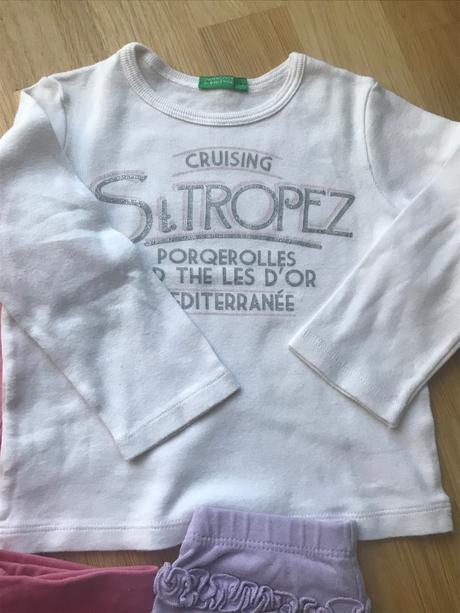 CRUISING
St TROPEZ
PORQEROLLES
THE LES D'OR
EDITERRANÉE